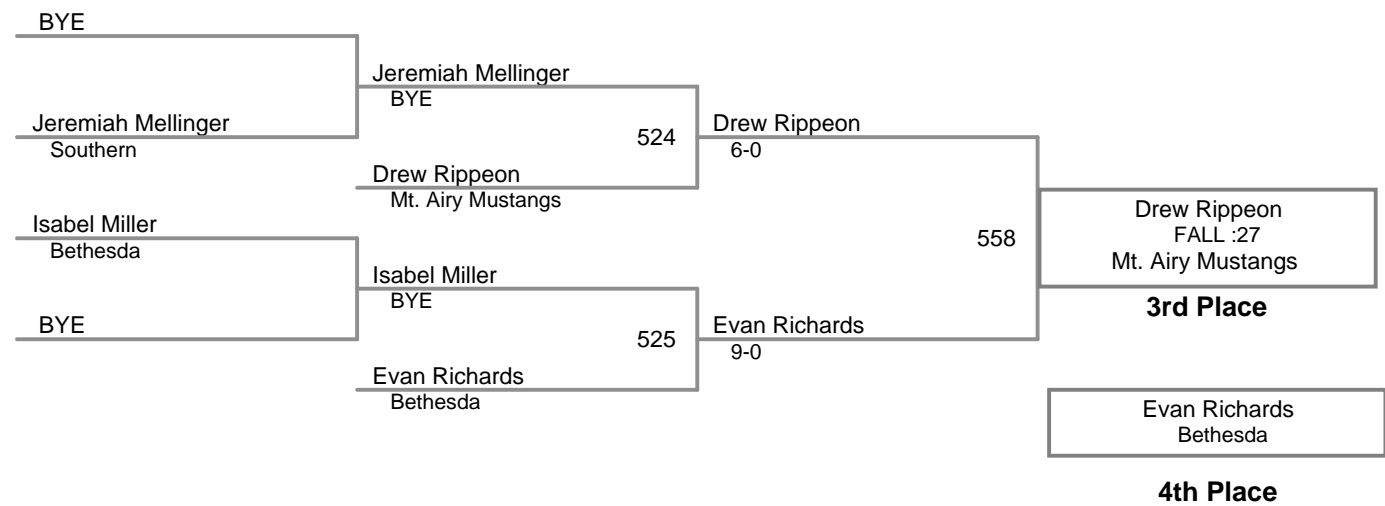 BYE
Jeremiah Mellinger
BYE
Jeremiah Mellinger
Southern
524
Drew Rippeon
6-0
Drew Rippeon
Mt. Airy Mustangs
Isabel Miller
Bethesda
558
Drew Rippeon
FALL :27
Mt. Airy Mustangs
3rd Place
Isabel Miller
BYE
BYE
525
Evan Richards
9-0
Evan Richards
Bethesda
Evan Richards
Bethesda
4th Place